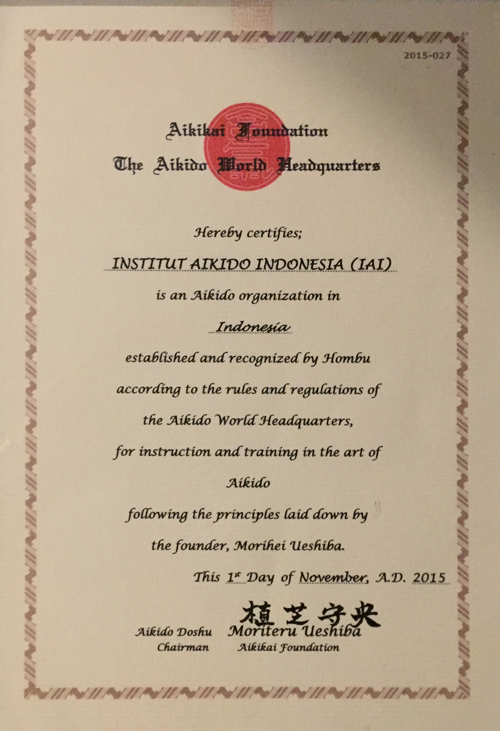 2015-027
Aikikai Foundation
The Aikido World Headquarters
Hereby certifies;
INSTITUT AIKIDO INDONESIA (IAI)
is an Aikido organization in
Indonesia
established and recognized by Hombu
according to the rules and regulations of
the Aikido World Headquarters,
for instruction and training in the art of
Aikido
following the principles laid down by
the founder, Morihei Ueshiba.
This 1st Day of November, A.D. 2015
植芝守央
Aikido Doshu Moriteru Ueshiba
Chairman Aikikai Foundation